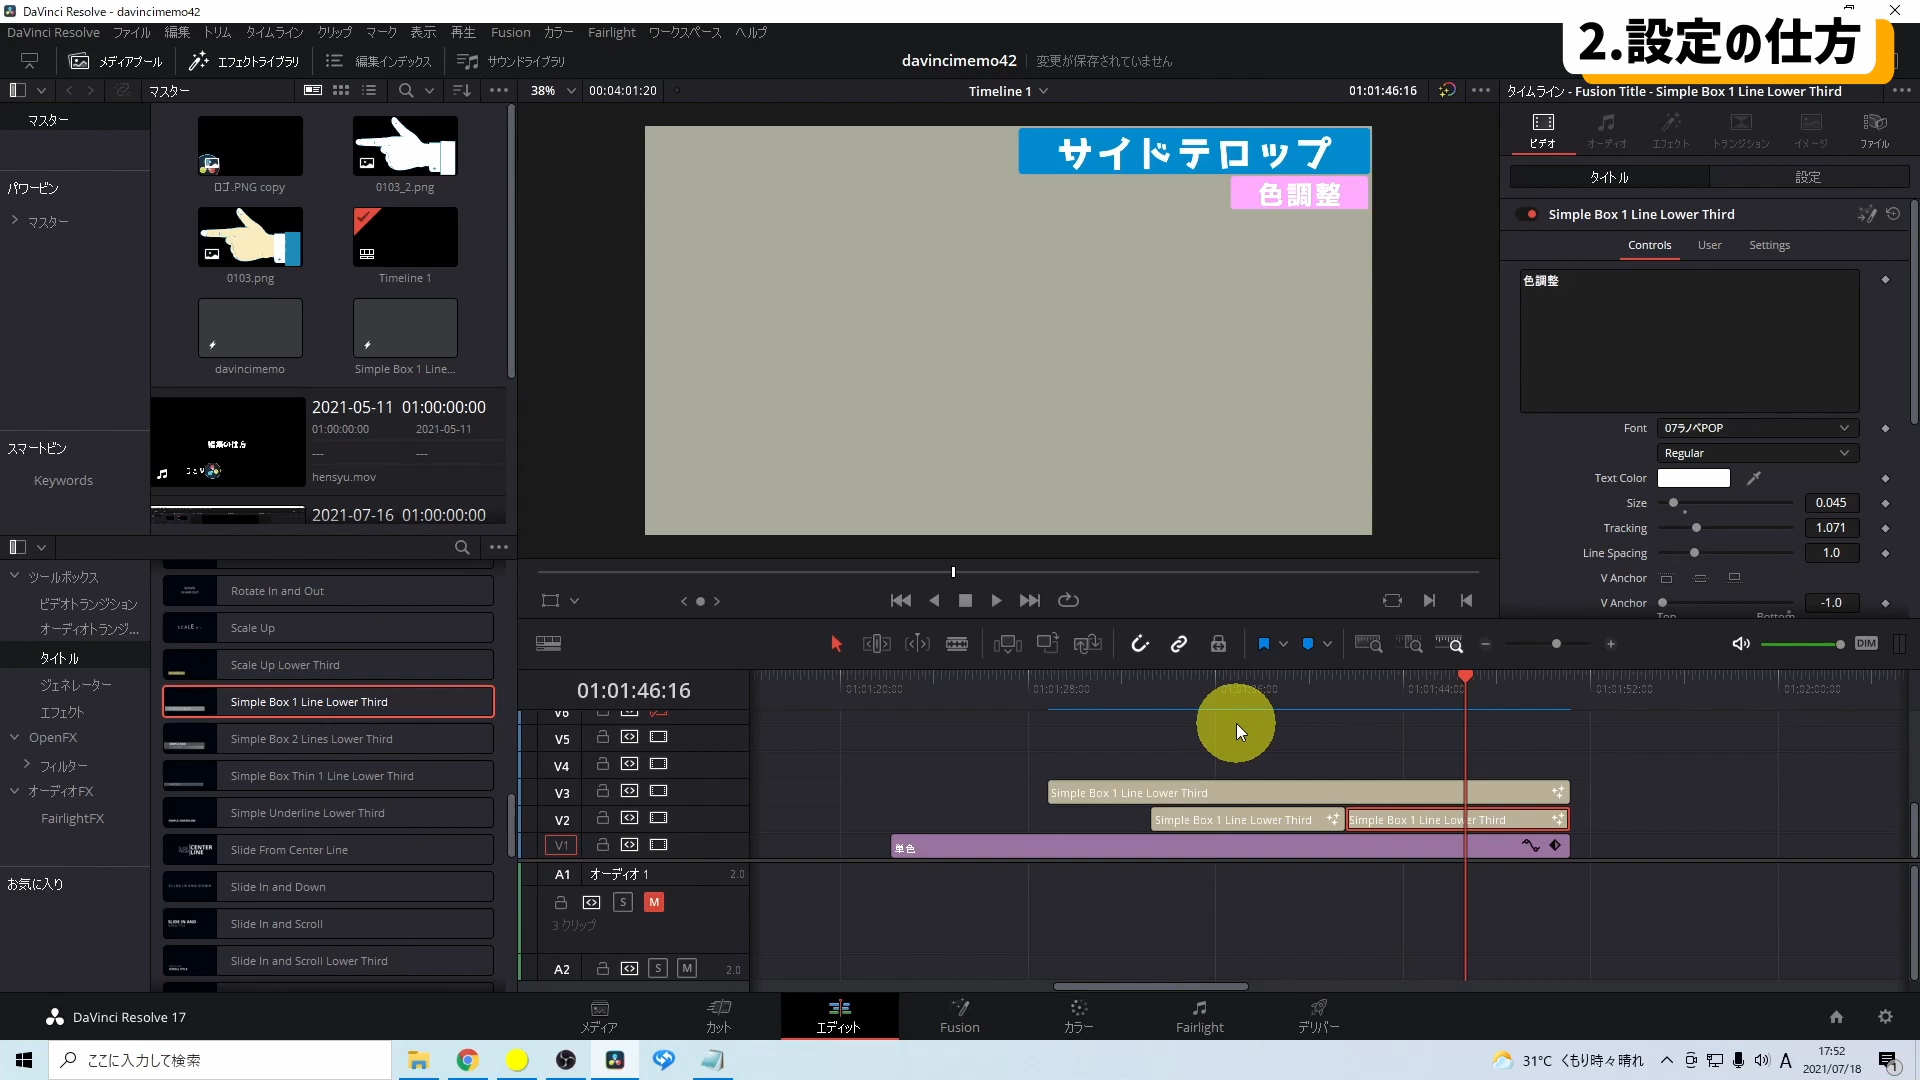 DaVinci Resolve - davincimemo42
2.設定の仕方
DaVinci Resolve ファイル 編集 トリム タイムライン クリップ マーク 表示 再生 Fusion カラー Fairlight ワークスペース ヘルプ
メディアプール エフェクトライブラリ 編集インデックス サウンドライブラリ
davincimemo42 変更が保存されていません
マスター 38% 00:04:01:20 Timeline 1 01:01:46:16 タイムライン - Fusion Title - Simple Box 1 Line Lower Third
マスター
パワービン
マスター
スマートビン
Keywords
ロゴ.PNG copy 0103_2.png
0103.png Timeline 1
davincimemo Simple Box 1 Line...
2021-05-11 01:00:00:00
01:00:00:00 2021-05-11
---
---
hensyu.mov
編集の仕方
2021-07-16 01:00:00:00
サイドテロップ
色調整
ビデオ オーディオ エフェクト トランジション イメージ ファイル
タイトル 設定
Simple Box 1 Line Lower Third
Controls User Settings
色調整
Font 07ラノベPOP
Regular
Text Color
Size 0.045
Tracking 1.071
Line Spacing 1.0
V Anchor
V Anchor -1.0
Top Bottom
ツールボックス
ビデオトランジション
オーディオトランジ...
タイトル
ジェネレーター
エフェクト
OpenFX
フィルター
オーディオFX
FairlightFX
お気に入り
Rotate In and Out
Scale Up
Scale Up Lower Third
Simple Box 1 Line Lower Third
Simple Box 2 Lines Lower Third
Simple Box Thin 1 Line Lower Third
Simple Underline Lower Third
Slide From Center Line
Slide In and Down
Slide In and Scroll
Slide In and Scroll Lower Third
DIM
01:01:46:16
01:01:20:00 01:01:28:00 01:01:36:00 01:01:44:00 01:01:52:00 01:02:00:00
V6
V5
V4
V3 Simple Box 1 Line Lower Third
V2 Simple Box 1 Line Lower Third Simple Box 1 Line Lower Third
V1 単色
A1 オーディオ 1 2.0
S M
3 クリップ
A2 S M 2.0
DaVinci Resolve 17
メディア カット エディット Fusion カラー Fairlight デリバー
ここに入力して検索
31°C くもり時々晴れ A 17:52
2021/07/18
1